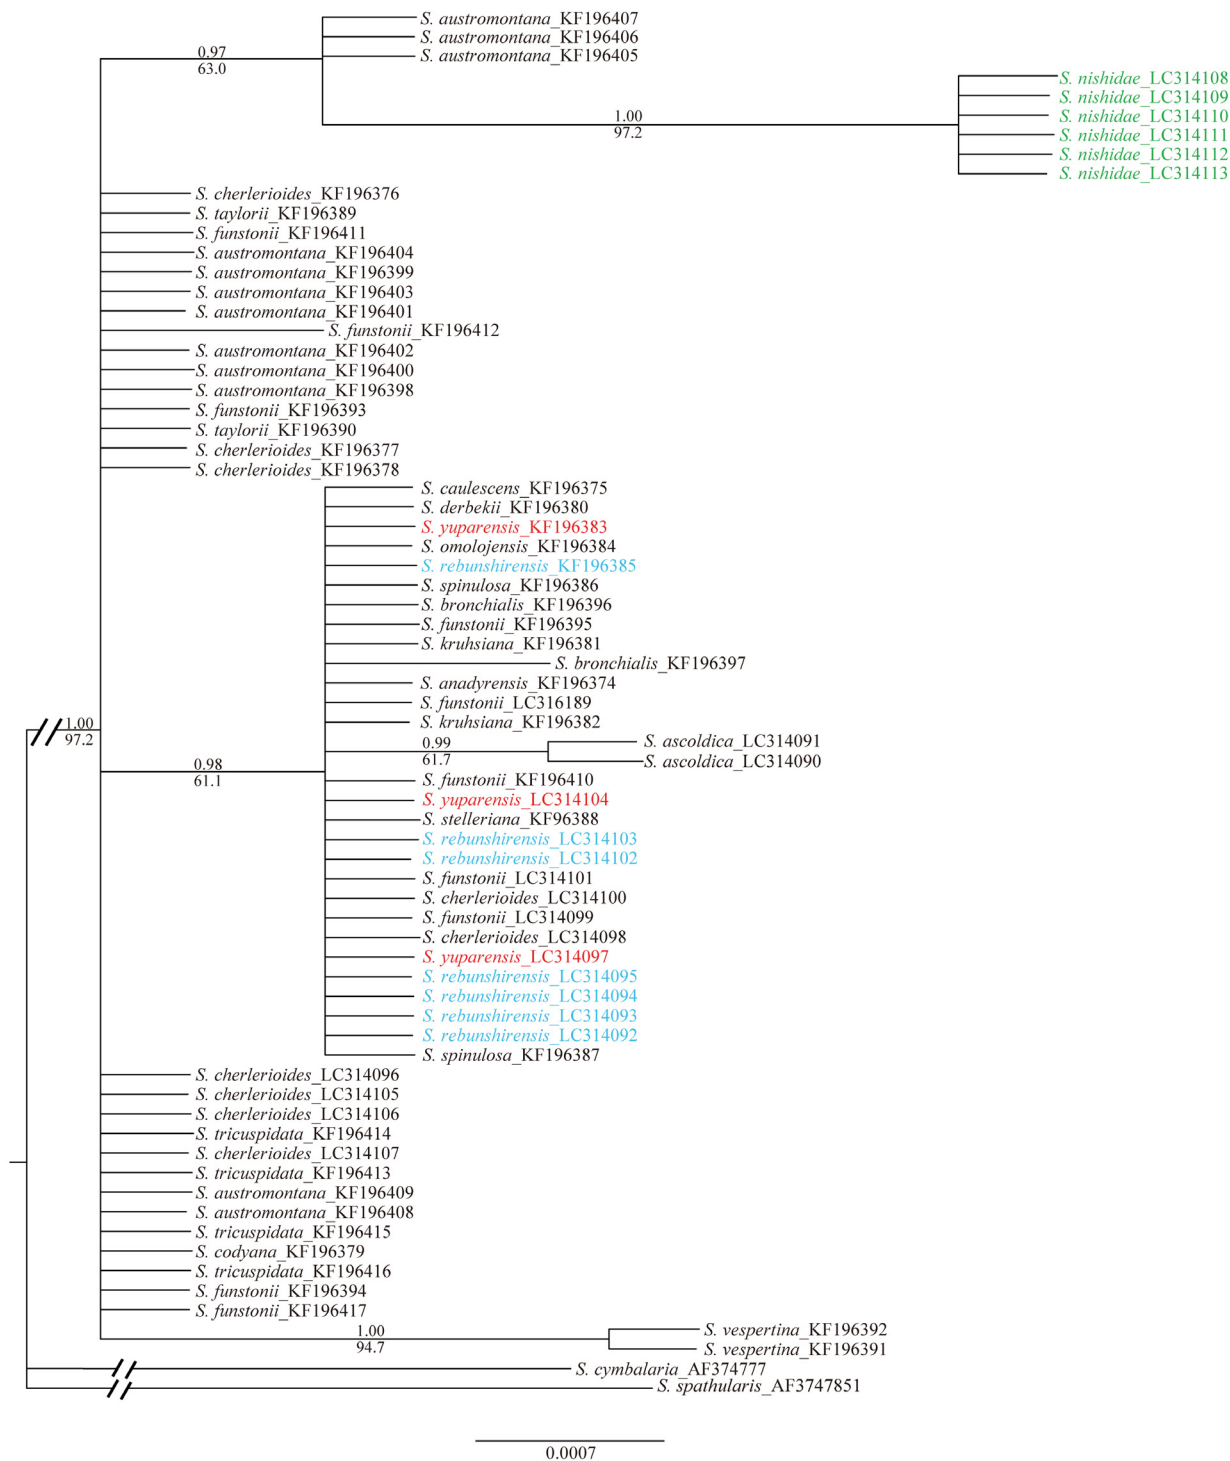 S. austromontana_KF196407
S. austromontana_KF196406
S. austromontana_KF196405
0.97
63.0
S. nishidae_LC314108
S. nishidae_LC314109
S. nishidae_LC314110
S. nishidae_LC314111
S. nishidae_LC314112
S. nishidae_LC314113
1.00
97.2
S. cherlerioides_KF196376
S. taylorii_KF196389
S. funstonii_KF196411
S. austromontana_KF196404
S. austromontana_KF196399
S. austromontana_KF196403
S. austromontana_KF196401
S. funstonii_KF196412
S. austromontana_KF196402
S. austromontana_KF196400
S. austromontana_KF196398
S. funstonii_KF196393
S. taylorii_KF196390
S. cherlerioides_KF196377
S. cherlerioides_KF196378
S. caulescens_KF196375
S. derbekii_KF196380
S. yuparensis_KF196383
S. omolojensis_KF196384
S. rebunshirensis_KF196385
S. spinulosa_KF196386
S. bronchialis_KF196396
S. funstonii_KF196395
S. kruhsiana_KF196381
S. bronchialis_KF196397
S. anadyrensis_KF196374
S. funstonii_LC316189
S. kruhsiana_KF196382
1.00
97.2
0.99
61.7
S. ascoldica_LC314091
S. ascoldica_LC314090
0.98
61.1
S. funstonii_KF196410
S. yuparensis_LC314104
S. stelleriana_KF96388
S. rebunshirensis_LC314103
S. rebunshirensis_LC314102
S. funstonii_LC314101
S. cherlerioides_LC314100
S. funstonii_LC314099
S. cherlerioides_LC314098
S. yuparensis_LC314097
S. rebunshirensis_LC314095
S. rebunshirensis_LC314094
S. rebunshirensis_LC314093
S. rebunshirensis_LC314092
S. spinulosa_KF196387
S. cherlerioides_LC314096
S. cherlerioides_LC314105
S. cherlerioides_LC314106
S. tricuspidata_KF196414
S. cherlerioides_LC314107
S. tricuspidata_KF196413
S. austromontana_KF196409
S. austromontana_KF196408
S. tricuspidata_KF196415
S. codyana_KF196379
S. tricuspidata_KF196416
S. funstonii_KF196394
S. funstonii_KF196417
1.00
94.7
S. vespertina_KF196392
S. vespertina_KF196391
S. cymbalaria_AF374777
S. spathularis_AF3747851
0.0007